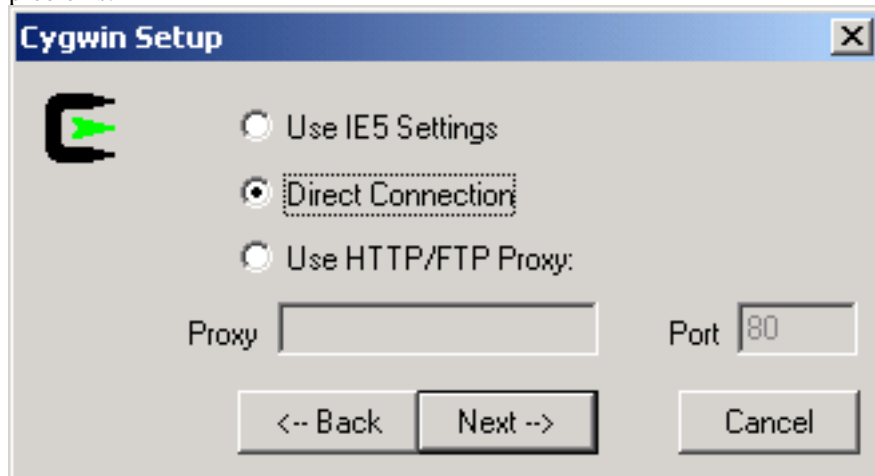 Cygwin Setup
Use IE5 Settings
Direct Connection
Use HTTP/FTP Proxy:
Proxy Port 80
<-- Back Next --> Cancel